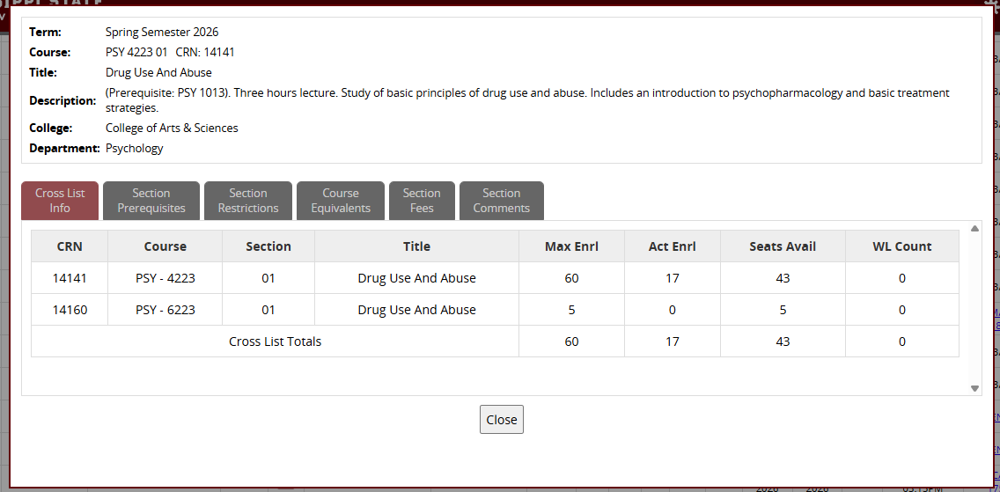 Term: Spring Semester 2026
Course: PSY 4223 01 CRN: 14141
Title: Drug Use And Abuse
Description: (Prerequisite: PSY 1013). Three hours lecture. Study of basic principles of drug use and abuse. Includes an introduction to psychopharmacology and basic treatment
strategies.
College: College of Arts & Sciences
Department: Psychology
Cross List Info
Section Prerequisites
Section Restrictions
Course Equivalents
Section Fees
Section Comments
CRN Course Section Title Max Enrl Act Enrl Seats Avail WL Count
14141 PSY - 4223 01 Drug Use And Abuse 60 17 43 0
14160 PSY - 6223 01 Drug Use And Abuse 5 0 5 0
Cross List Totals 60 17 43 0
Close